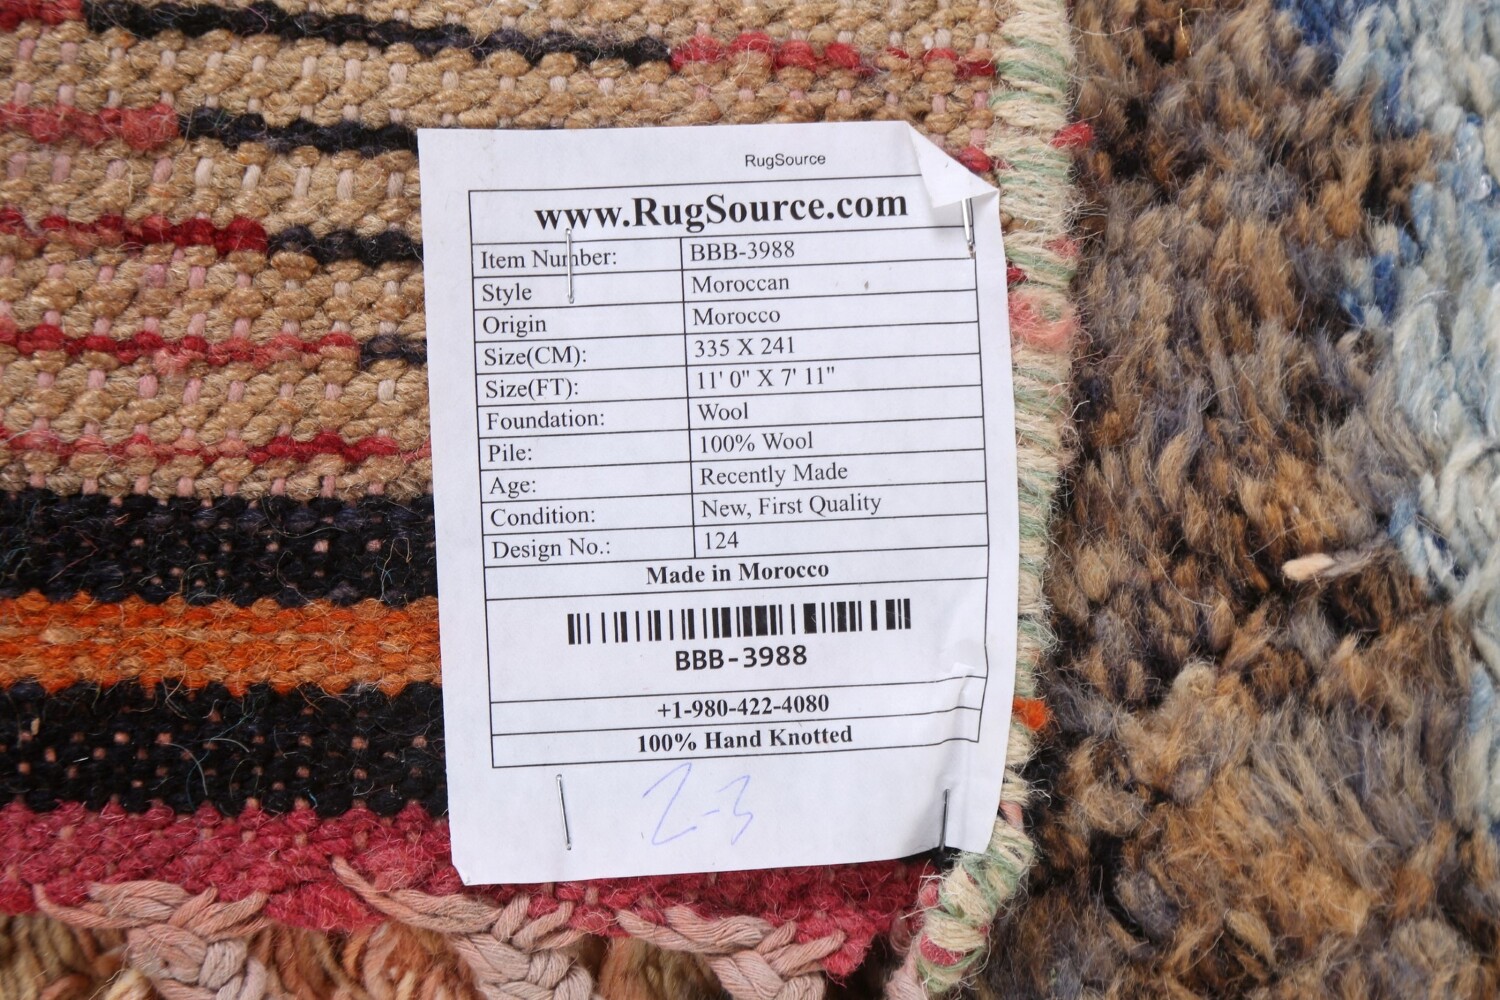 RugSource
www.RugSource.com
Item Number: BBB-3988
Style Moroccan
Origin Morocco
Size(CM): 335 X 241
Size(FT): 11' 0" X 7' 11"
Foundation: Wool
Pile: 100% Wool
Age: Recently Made
Condition: New, First Quality
Design No.: 124
Made in Morocco
BBB-3988
+1-980-422-4080
100% Hand Knotted
2-3